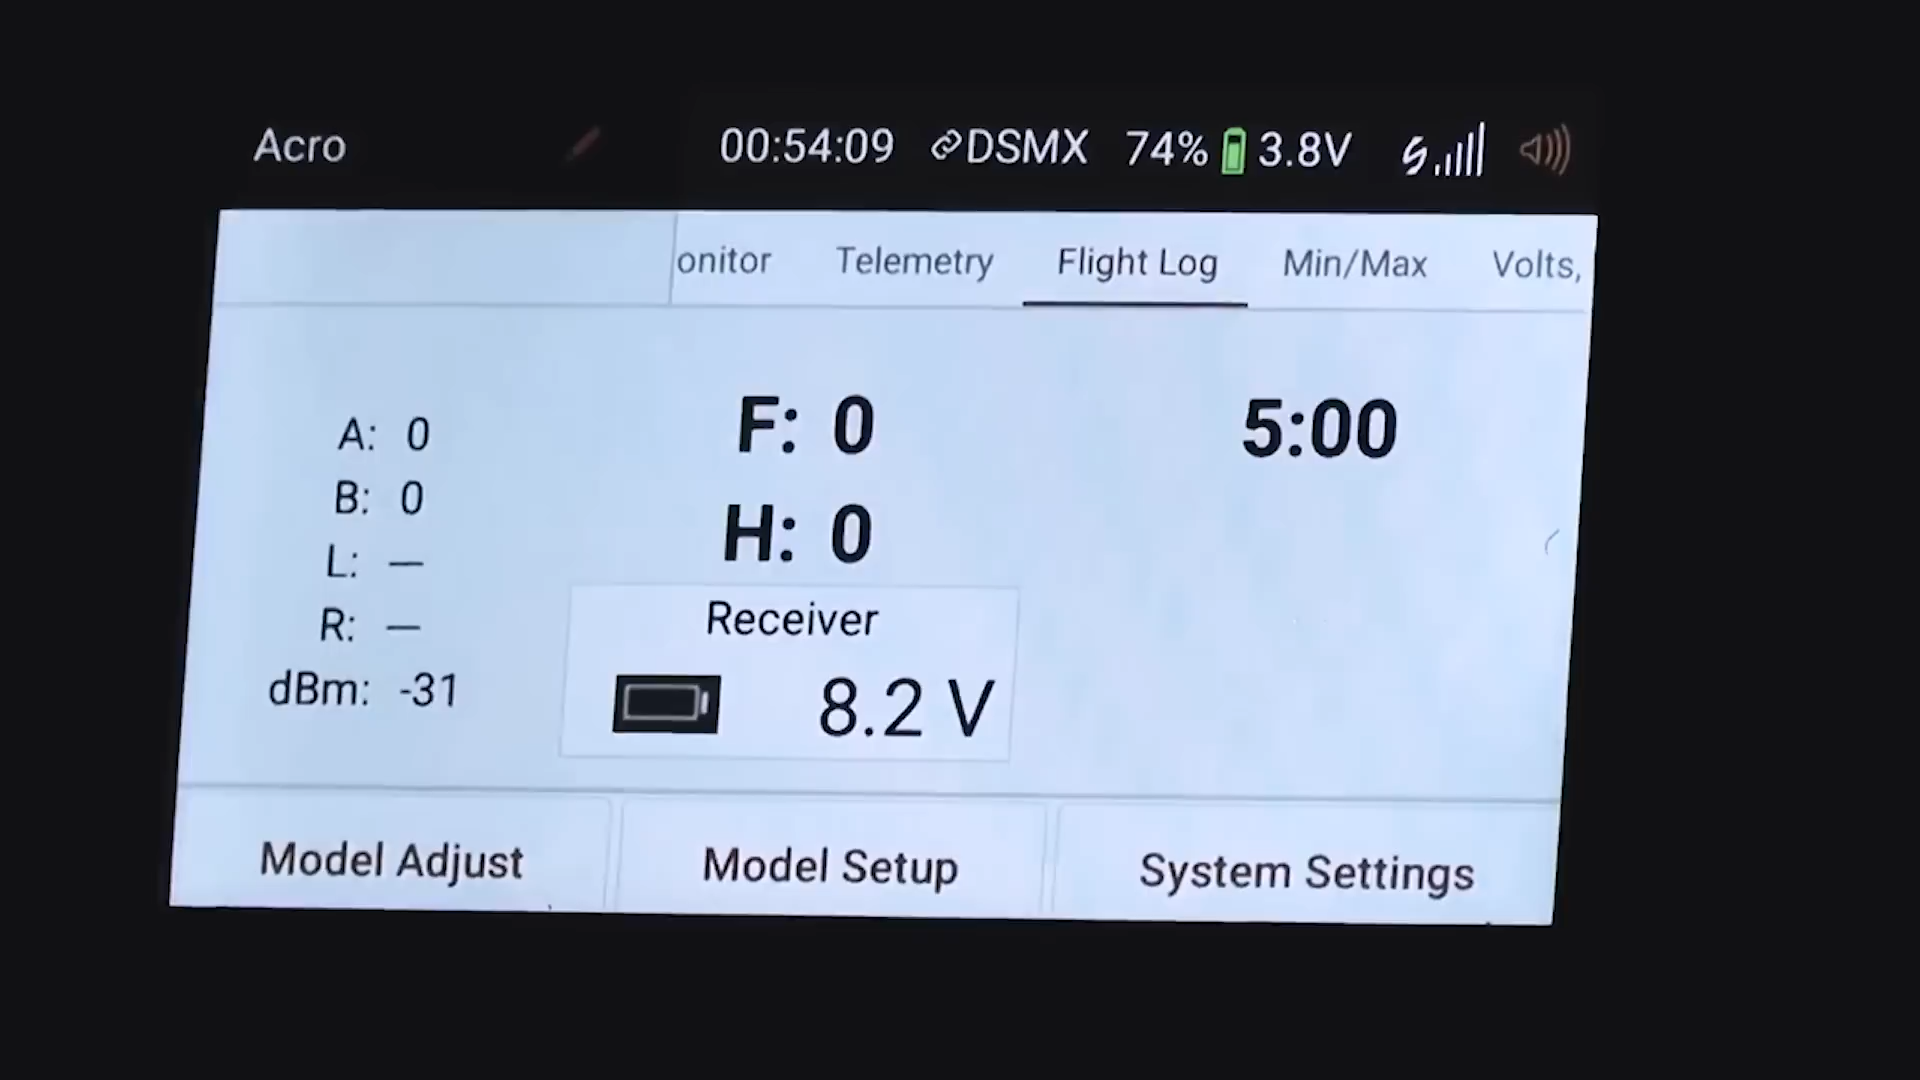 Acro 00:54:09 DSMX 74% 3.8V
onitor Telemetry Flight Log Min/Max Volts,
A: 0
B: 0
L: —
R: —
dBm: -31
F: 0
H: 0
Receiver
8.2 V
5:00
Model Adjust Model Setup System Settings